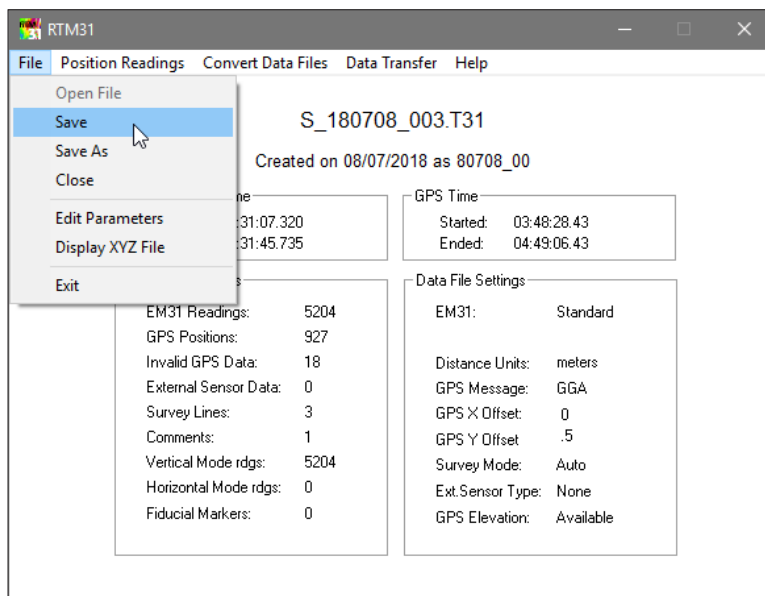 RTM31
File Position Readings Convert Data Files Data Transfer Help
Open File
Save
Save As
Close
Edit Parameters
Display XYZ File
Exit
S_180708_003.T31
Created on 08/07/2018 as 80708_00
:31:07.320
:31:45.735
GPS Time
Started: 03:48:28.43
Ended: 04:49:06.43
EM31 Readings: 5204
GPS Positions: 927
Invalid GPS Data: 18
External Sensor Data: 0
Survey Lines: 3
Comments: 1
Vertical Mode rdgs: 5204
Horizontal Mode rdgs: 0
Fiducial Markers: 0
Data File Settings
EM31: Standard
Distance Units: meters
GPS Message: GGA
GPS X Offset: 0
GPS Y Offset .5
Survey Mode: Auto
Ext.Sensor Type: None
GPS Elevation: Available